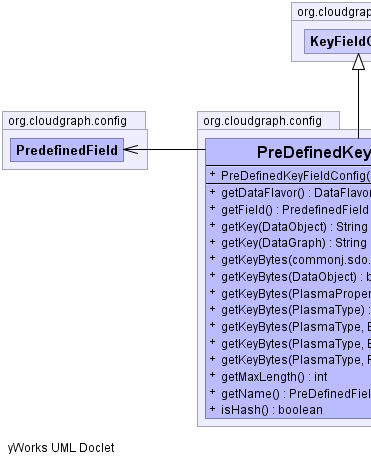 org.cloudgraph.config
KeyFieldC
org.cloudgraph.config
PredefinedField
org.cloudgraph.config
PreDefinedKey
+ PreDefinedKeyFieldConfig(
+ getDataFlavor() : DataFlavor
+ getField() : PredefinedField
+ getKey(DataObject) : String
+ getKey(DataGraph) : String
+ getKeyBytes(commonj.sdo.
+ getKeyBytes(DataObject) : b
+ getKeyBytes(PlasmaProper
+ getKeyBytes(PlasmaType) :
+ getKeyBytes(PlasmaType, E
+ getKeyBytes(PlasmaType, E
+ getKeyBytes(PlasmaType, P
+ getMaxLength() : int
+ getName() : PreDefinedFiel
+ isHash() : boolean
yWorks UML Doclet